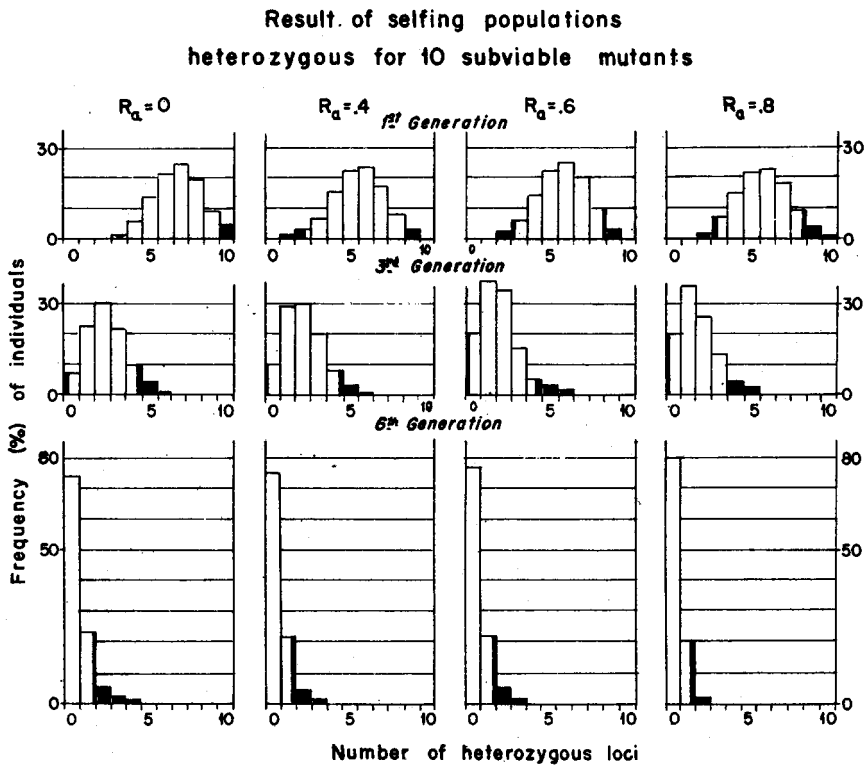 Result. of selfing populations
heterozygous for 10 subviable mutants
Ra=0 Ra=.4 Ra=.6 Ra=.8
1st Generation
30 30
0 0
0 5 10 0 5 10 0 5 10 0 5 10
3rd Generation
30 30
0 0
0 5 10 0 5 10 0 5 10 0 5 10
6th Generation
80 80
50 50
0 0
0 5 10 0 5 10 0 5 10 0 5 10
Frequency (%) of individuals
Number of heterozygous loci